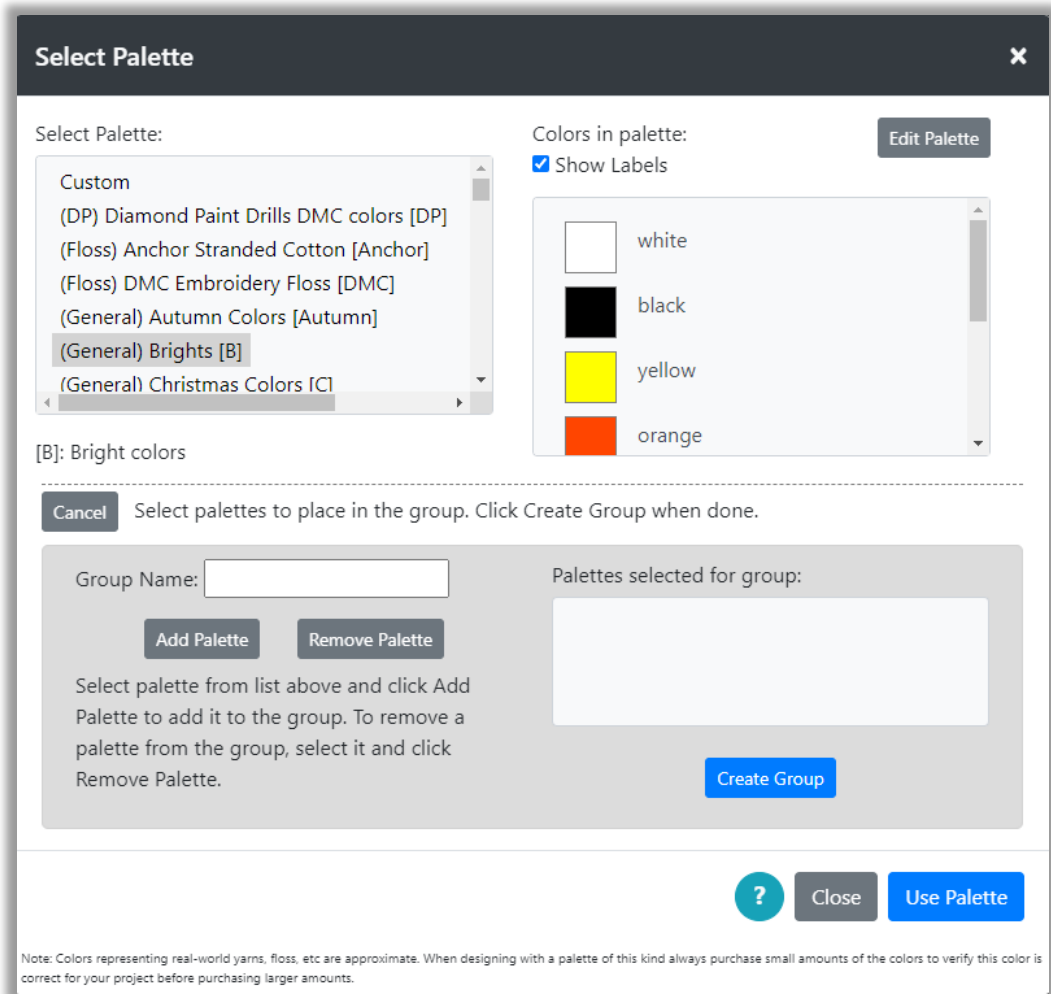 Select Palette
×
Select Palette:
Custom
(DP) Diamond Paint Drills DMC colors [DP]
(Floss) Anchor Stranded Cotton [Anchor]
(Floss) DMC Embroidery Floss [DMC]
(General) Autumn Colors [Autumn]
(General) Brights [B]
(General) Christmas Colors [C]
[B]: Bright colors
Colors in palette:
Edit Palette
Show Labels
white
black
yellow
orange
Cancel
Select palettes to place in the group. Click Create Group when done.
Group Name:
Add Palette
Remove Palette
Select palette from list above and click Add
Palette to add it to the group. To remove a
palette from the group, select it and click
Remove Palette.
Palettes selected for group:
Create Group
?
Close
Use Palette
Note: Colors representing real-world yarns, floss, etc are approximate. When designing with a palette of this kind always purchase small amounts of the colors to verify this color is
correct for your project before purchasing larger amounts.